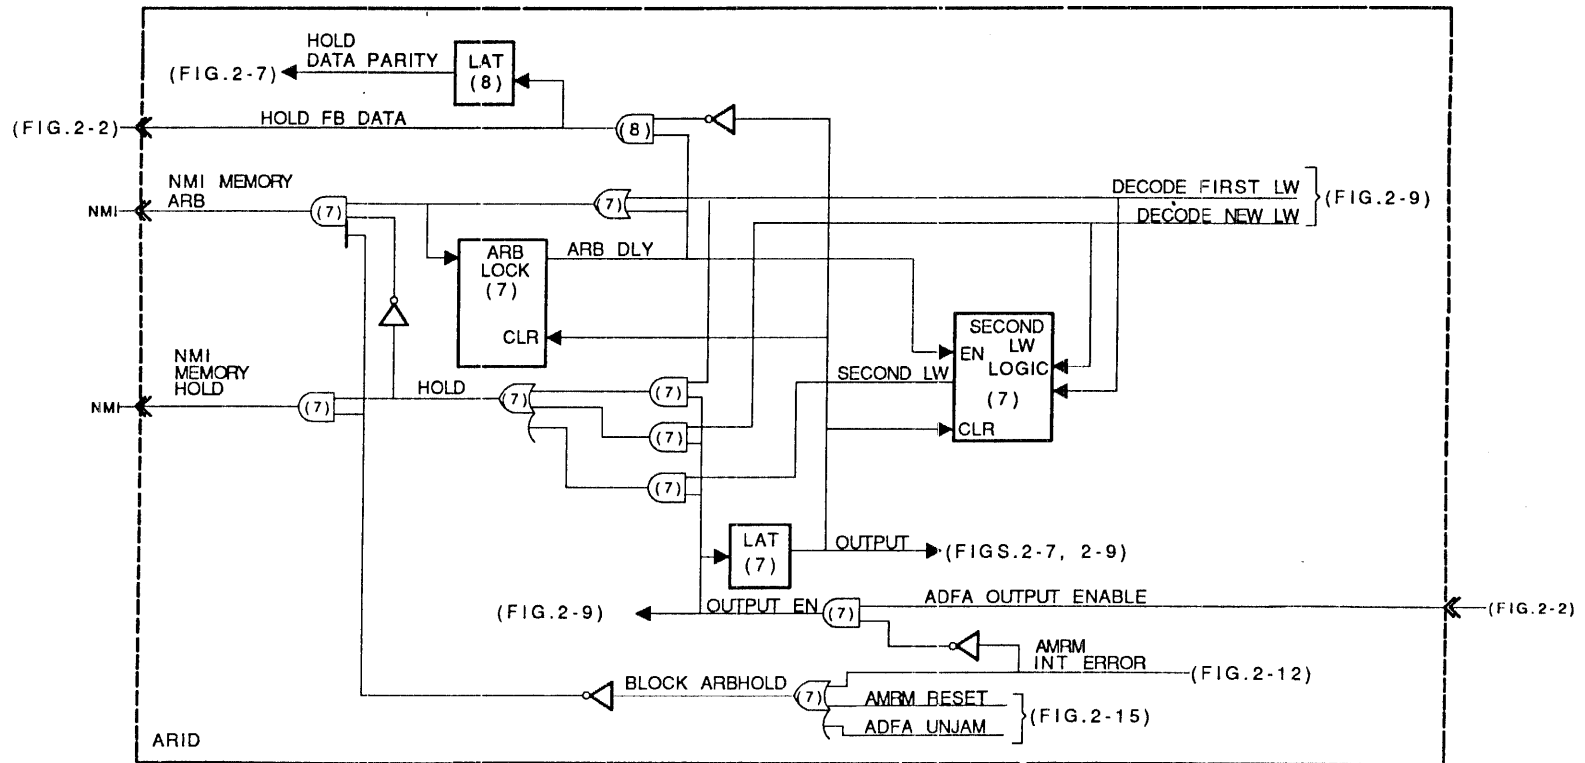 HOLD
DATA PARITY
(FIG.2-7)
LAT
(8)
(FIG.2-2)
HOLD FB DATA
(8)
NMI MEMORY
ARB
NMI
(7)
(7)
DECODE FIRST LW
DECODE NEW LW
(FIG.2-9)
ARB
LOCK
(7)
CLR
ARB DLY
SECOND
LW
LOGIC
(7)
EN
CLR
NMI
MEMORY
HOLD
NMI
(7)
HOLD
(7)
(7)
(7)
(7)
SECOND LW
LAT
(7)
OUTPUT
(FIGS.2-7, 2-9)
(FIG.2-9)
OUTPUT EN
(7)
ADFA OUTPUT ENABLE
(FIG.2-2)
AMRM
INT ERROR
(FIG.2-12)
BLOCK ARBHOLD
(7)
AMRM RESET
ADFA UNJAM
(FIG.2-15)
ARID